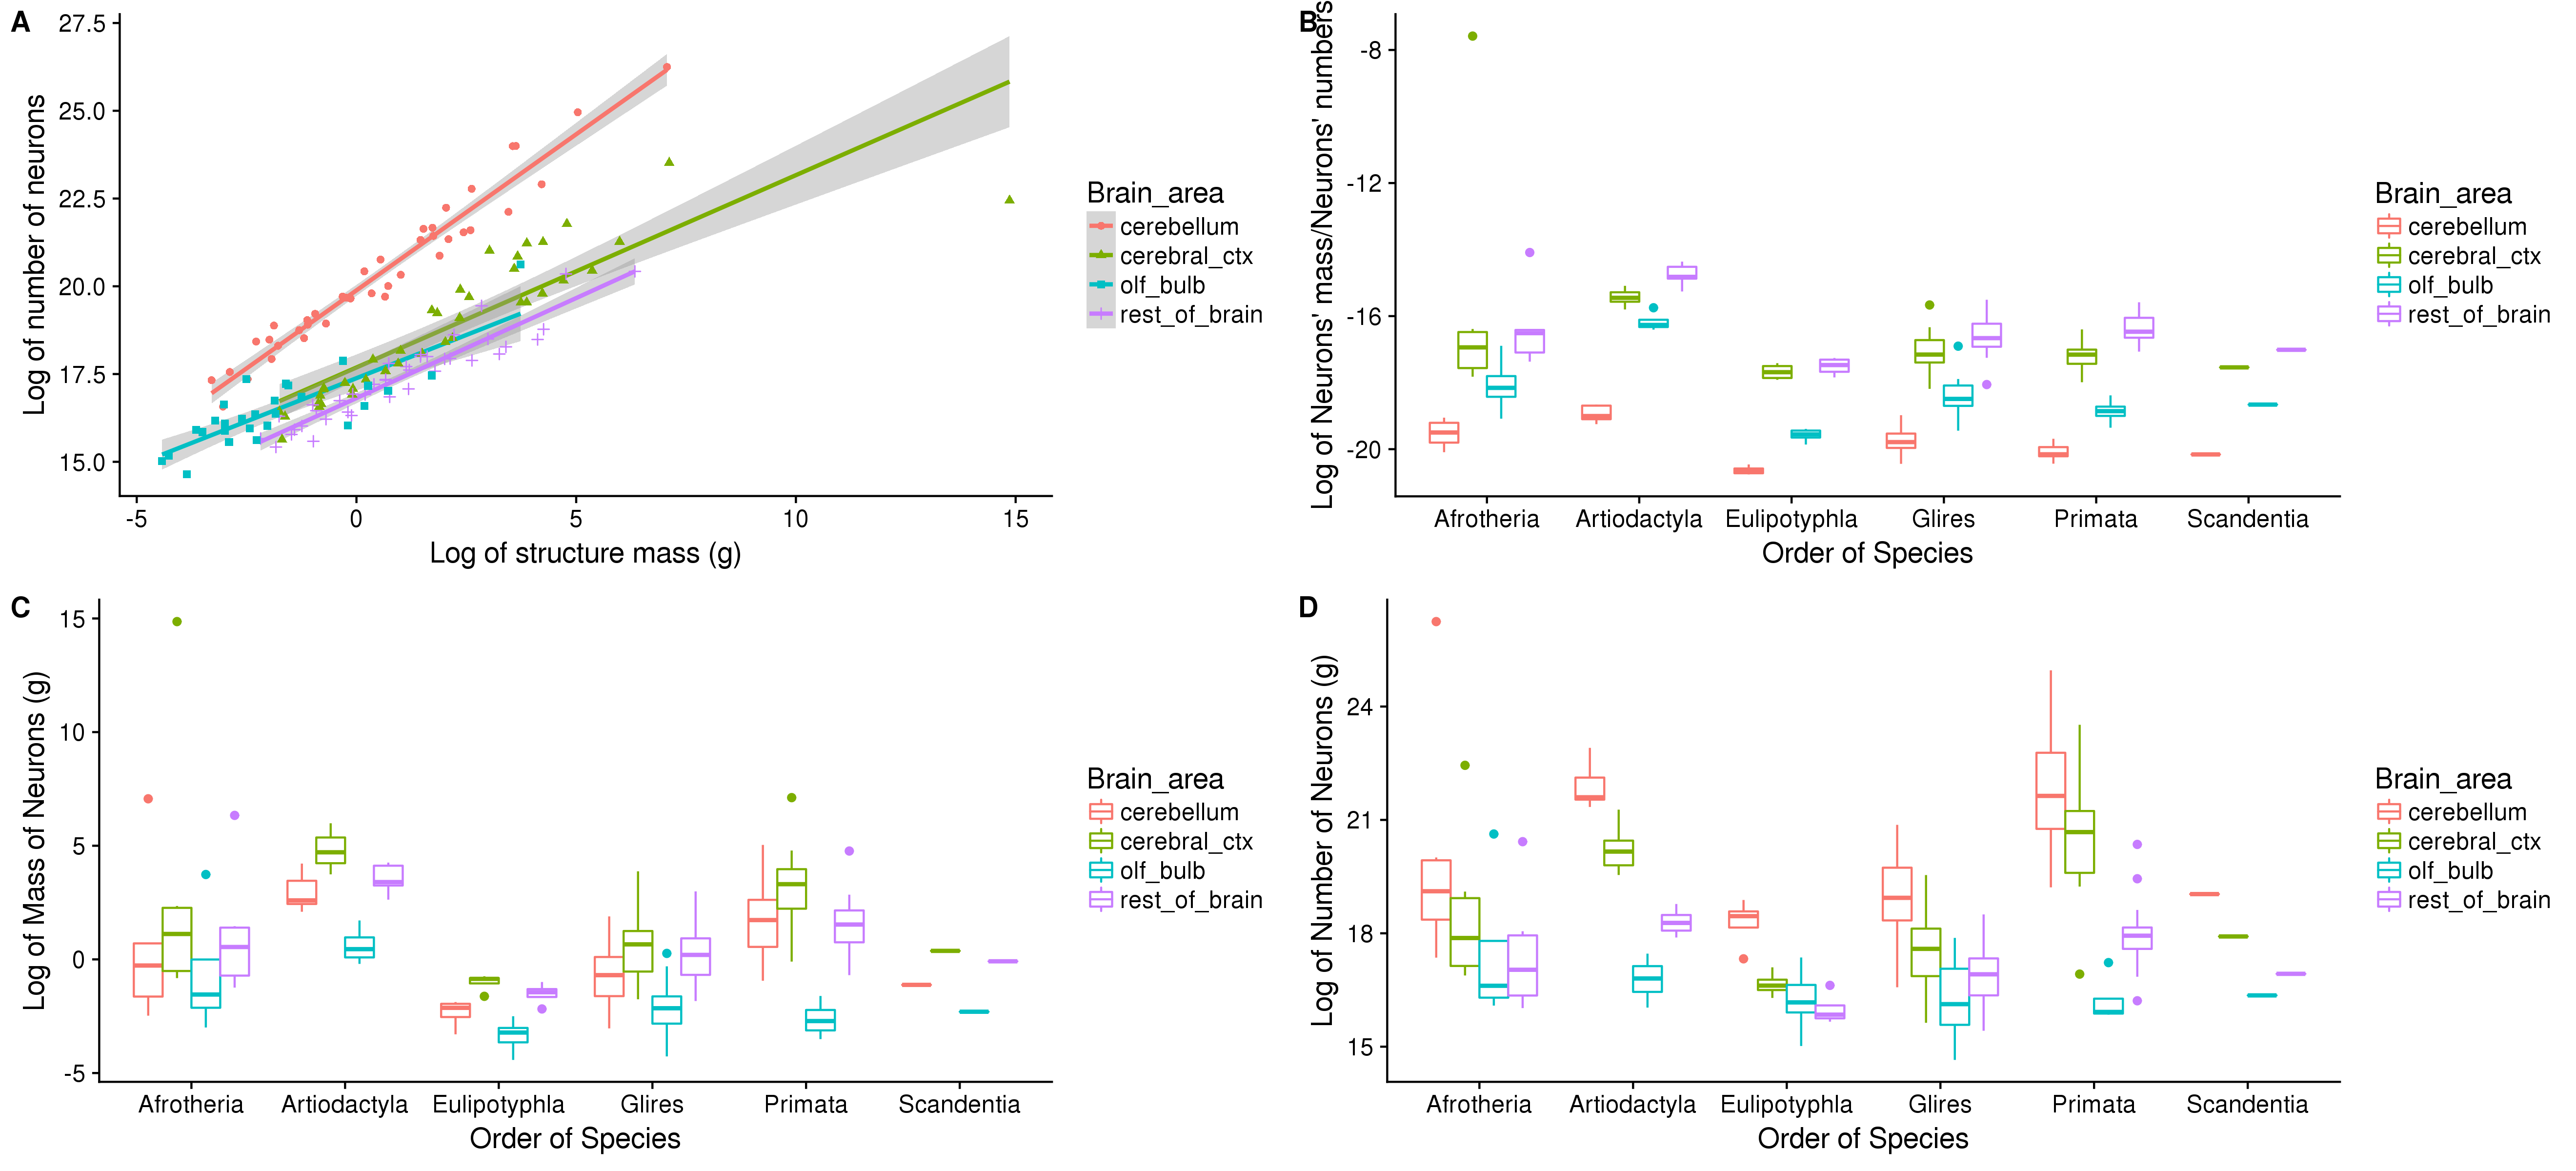 A
27.5
25.0
22.5
20.0
17.5
15.0
Log of number of neurons
-5 0 5 10 15
Log of structure mass (g)
Brain_area
cerebellum
cerebral_ctx
olf_bulb
rest_of_brain
B
-8
-12
-16
-20
Log of Neurons' mass/Neurons' numbers
Afrotheria Artiodactyla Eulipotyphla Glires Primata Scandentia
Order of Species
Brain_area
cerebellum
cerebral_ctx
olf_bulb
rest_of_brain
C
15
10
5
0
-5
Log of Mass of Neurons (g)
Afrotheria Artiodactyla Eulipotyphla Glires Primata Scandentia
Order of Species
Brain_area
cerebellum
cerebral_ctx
olf_bulb
rest_of_brain
D
24
21
18
15
Log of Number of Neurons (g)
Afrotheria Artiodactyla Eulipotyphla Glires Primata Scandentia
Order of Species
Brain_area
cerebellum
cerebral_ctx
olf_bulb
rest_of_brain